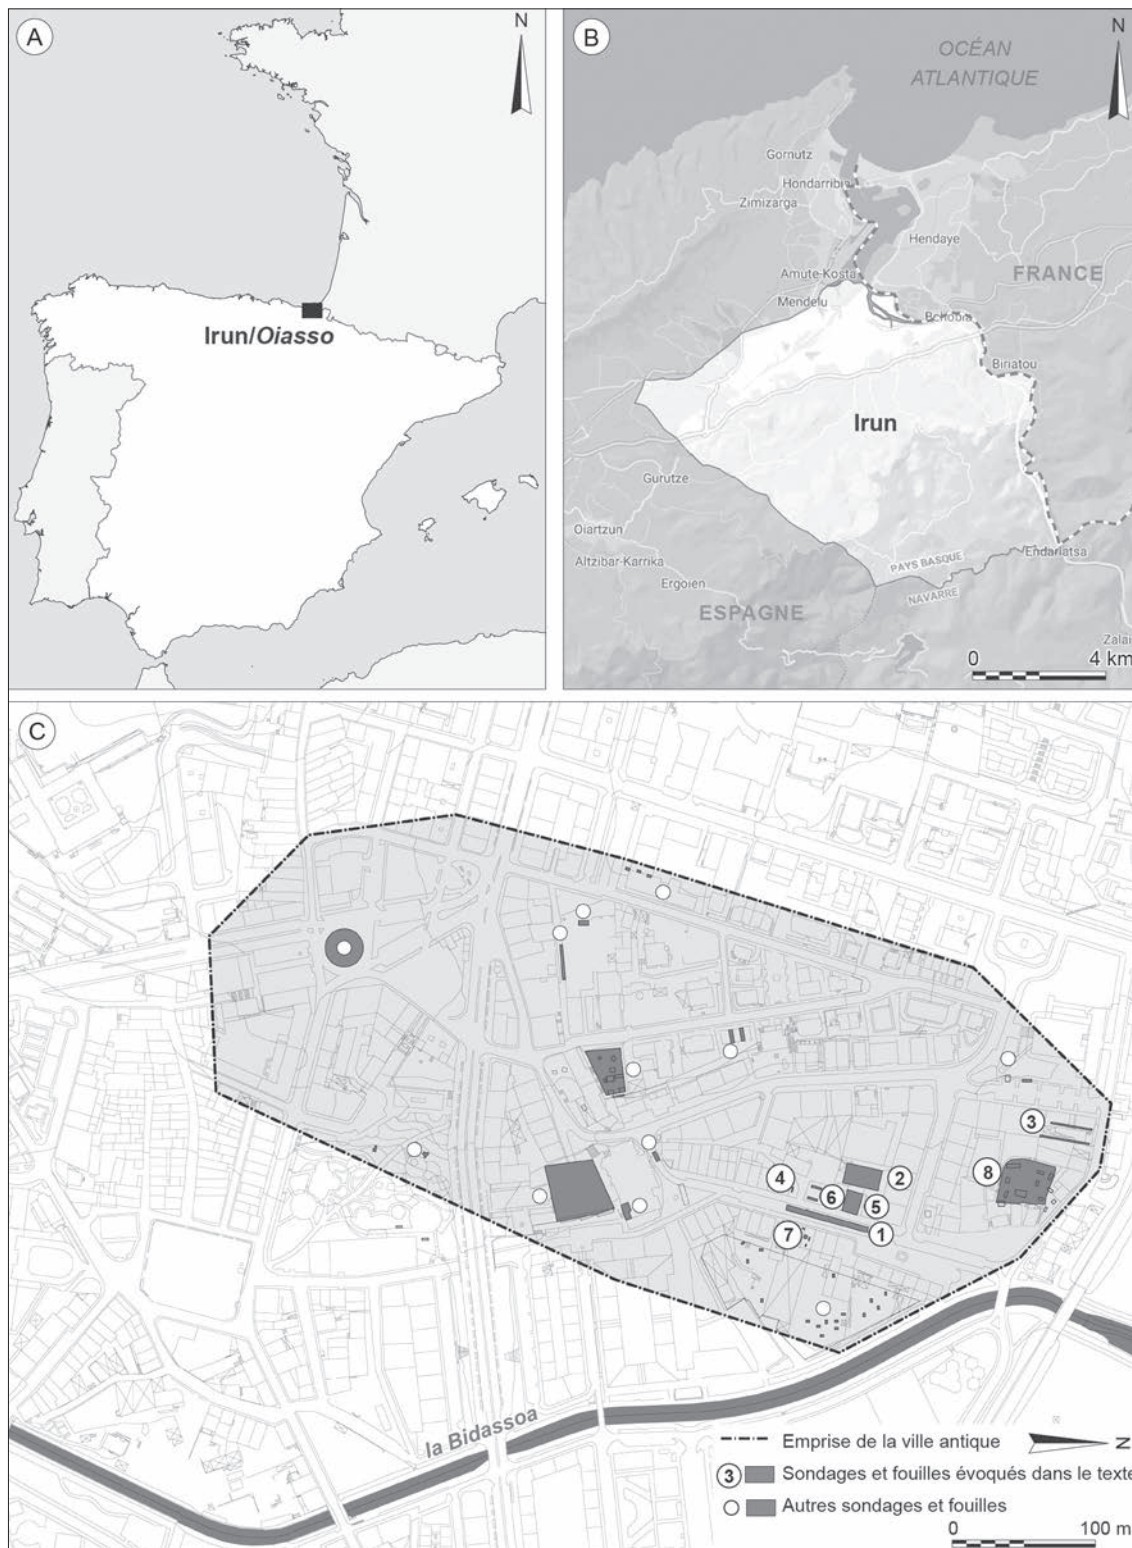 A
N
Irun/Oiasso
B
N
OCÉAN
ATLANTIQUE
Gornutz
Hondarribia
Zimizarga
Hendaye
FRANCE
Amute-Kosta
Mendelu
Biriatou
Irun
Gurutze
Oiartzun
Altzibar-Karrika
Ergoien
PAYS BASQUE
NAVARRE
Endarlatsa
ESPAGNE
Zalai
0 4 km
C
3
8
2
4
6
5
1
7
la Bidassoa
Emprise de la ville antique
N
3 Sondages et fouilles évoqués dans le texte
Autres sondages et fouilles
0 100 m